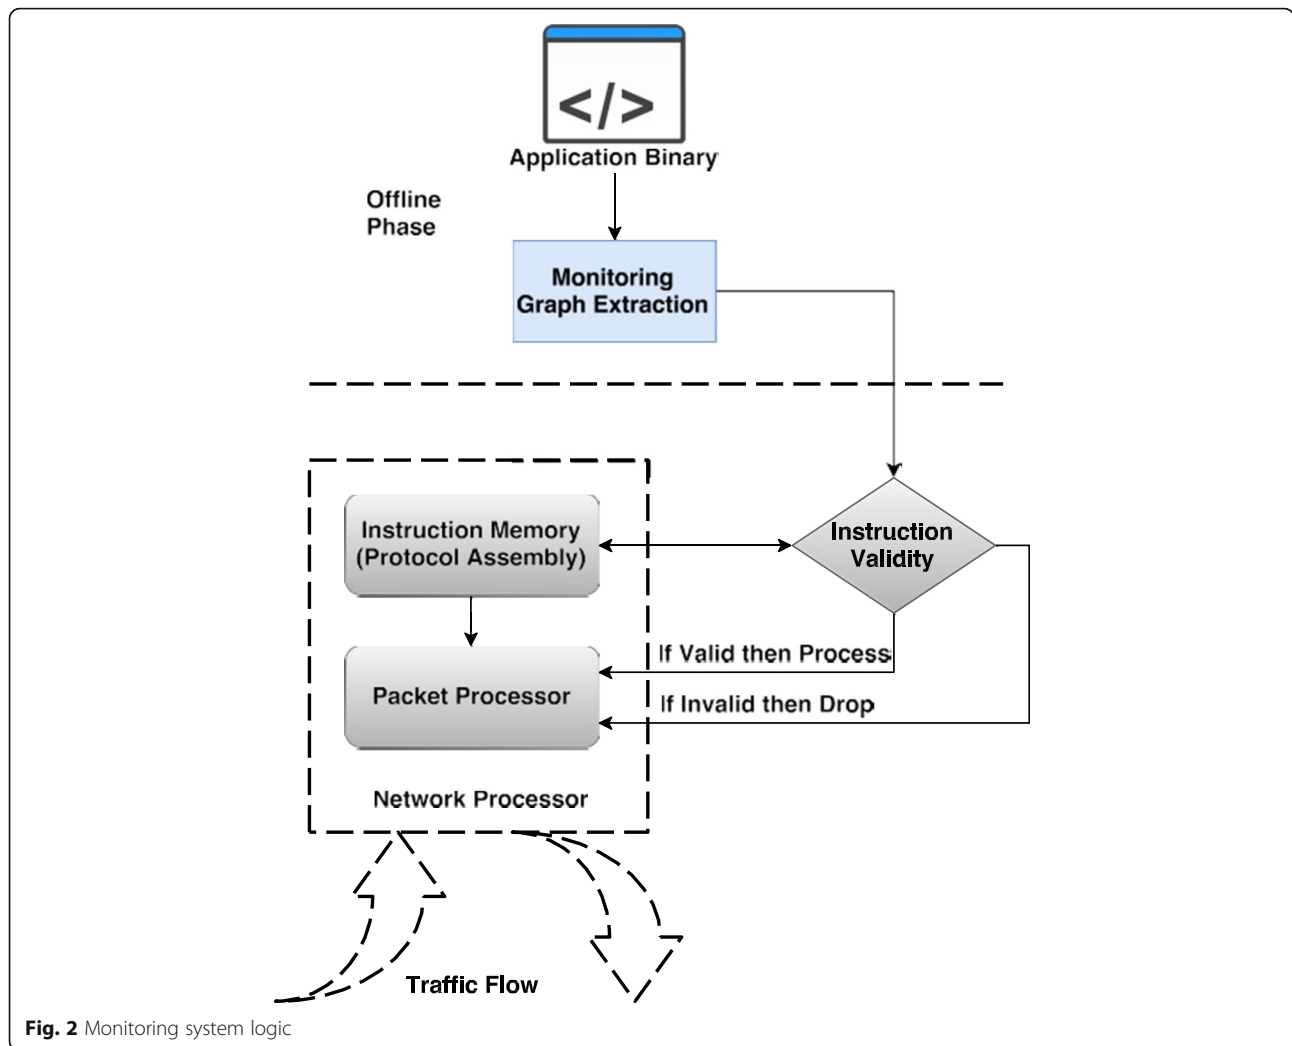 </>
Application Binary
Offline
Phase
Monitoring
Graph Extraction
Instruction Memory
(Protocol Assembly)
Instruction
Validity
If Valid then Process
Packet Processor
If Invalid then Drop
Network Processor
Traffic Flow
Fig. 2 Monitoring system logic